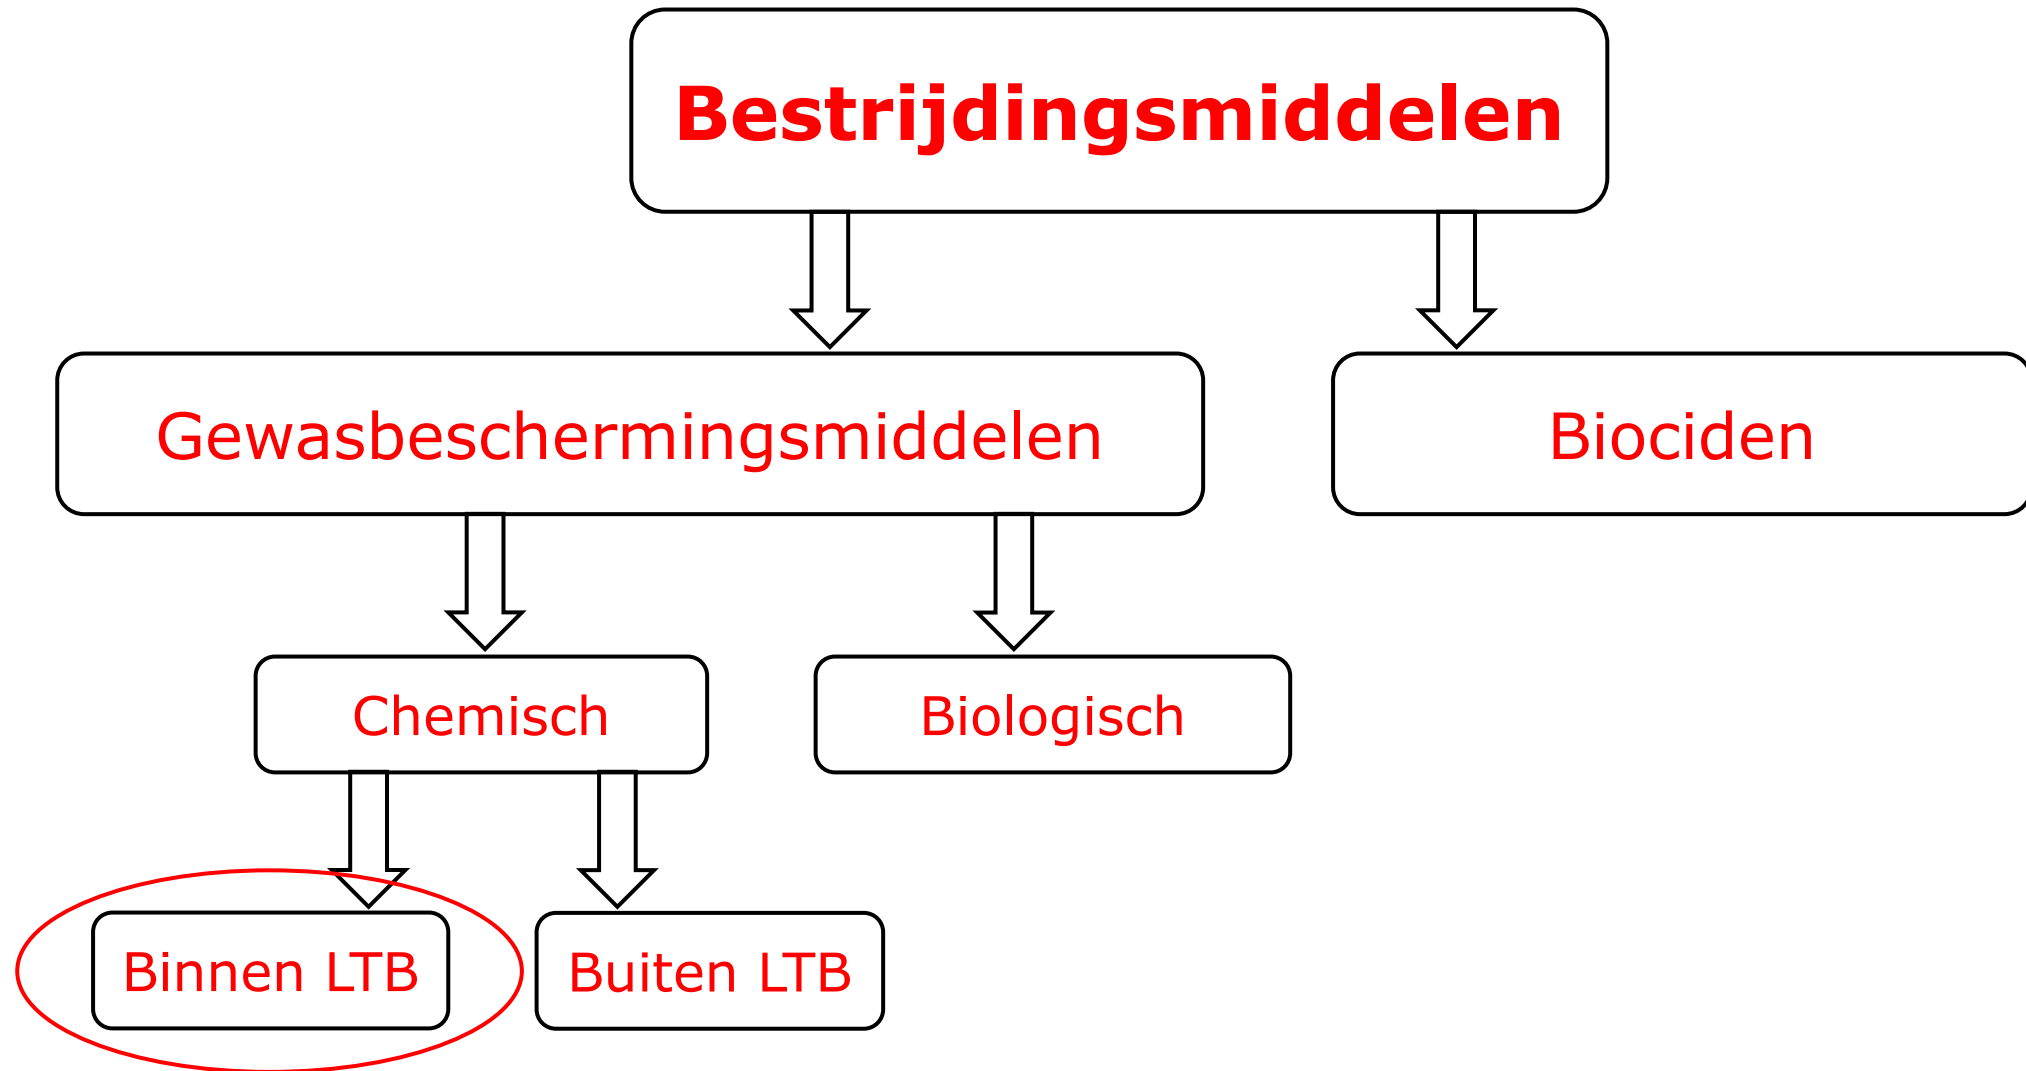 Bestrijdingsmiddelen
Gewasbeschermingsmiddelen
Biociden
Chemisch
Biologisch
Binnen LTB
Buiten LTB